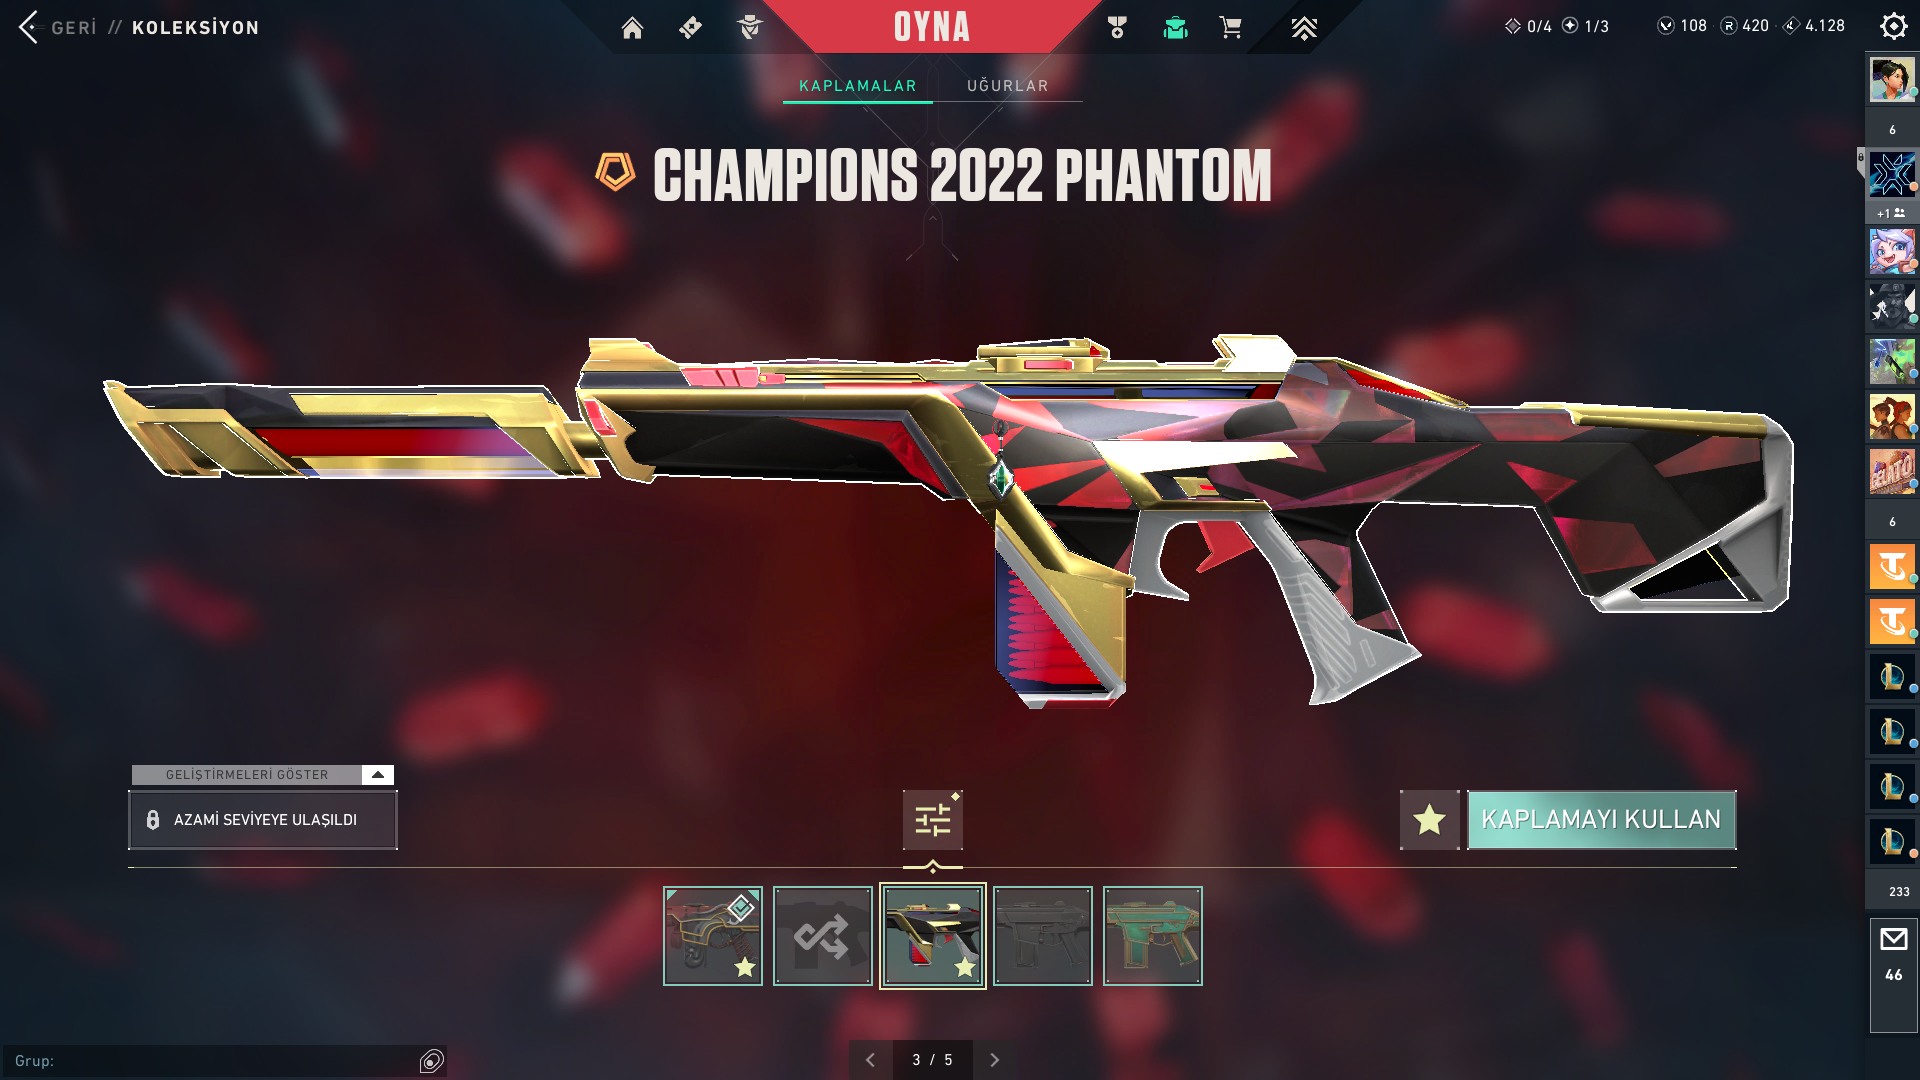 GERİ // KOLEKSİYON
OYNA
0/4 1/3 108 420 4.128
KAPLAMALAR UĞURLAR
CHAMPIONS 2022 PHANTOM
6
+1
GELATO
6
233
46
GELİŞTİRMELERİ GÖSTER
AZAMİ SEVİYEYE ULAŞILDI
KAPLAMAYI KULLAN
Grup:
3 / 5